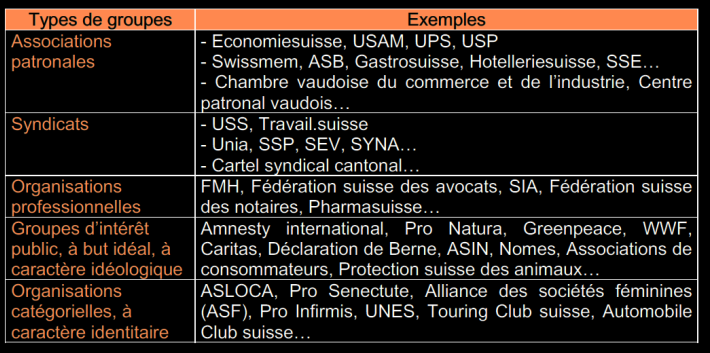 Types de groupes Exemples
Associations patronales
- Economiesuisse, USAM, UPS, USP
- Swissmem, ASB, Gastrosuisse, Hotelleriesuisse, SSE…
- Chambre vaudoise du commerce et de l'industrie, Centre
patronal vaudois…
Syndicats
- USS, Travail.suisse
- Unia, SSP, SEV, SYNA…
- Cartel syndical cantonal…
Organisations
professionnelles
FMH, Fédération suisse des avocats, SIA, Fédération suisse
des notaires, Pharmasuisse…
Groupes d'intérêt
public, à but idéal, à
caractère idéologique
Amnesty international, Pro Natura, Greenpeace, WWF,
Caritas, Déclaration de Berne, ASIN, Nomes, Associations de
consommateurs, Protection suisse des animaux…
Organisations
catégorielles, à
caractère identitaire
ASLOCA, Pro Senectute, Alliance des sociétés féminines
(ASF), Pro Infirmis, UNES, Touring Club suisse, Automobile
Club suisse…